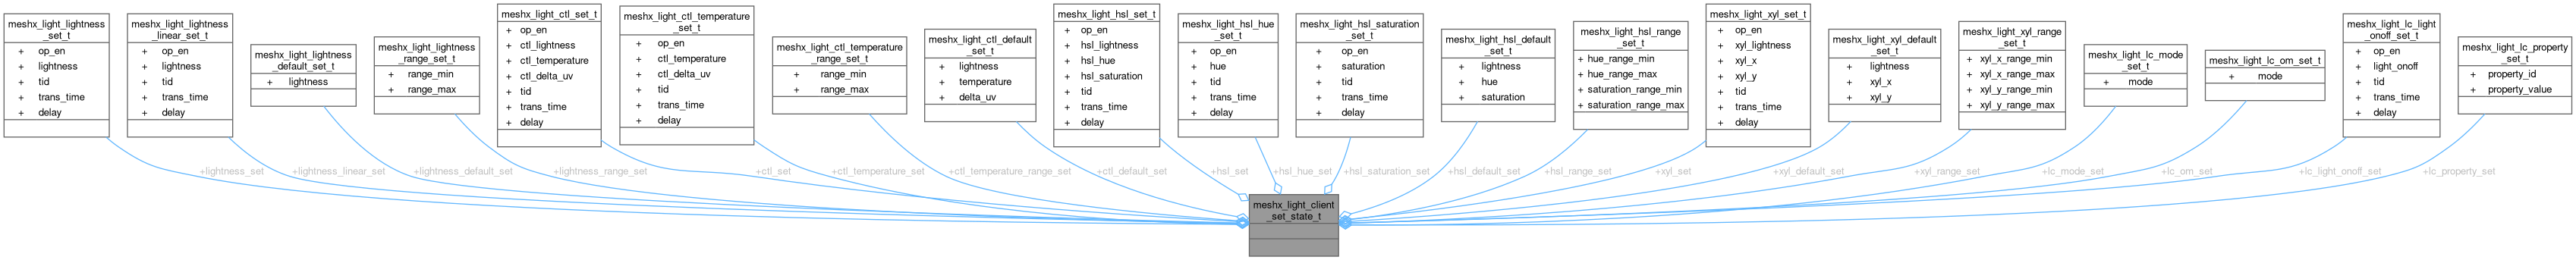 meshx_light_lightness
_set_t
+ op_en
+ lightness
+ tid
+ trans_time
+ delay
meshx_light_lightness
_linear_set_t
+ op_en
+ lightness
+ tid
+ trans_time
+ delay
meshx_light_lightness
_default_set_t
+ lightness
meshx_light_lightness
_range_set_t
+ range_min
+ range_max
meshx_light_ctl_set_t
+ op_en
+ ctl_lightness
+ ctl_temperature
+ ctl_delta_uv
+ tid
+ trans_time
+ delay
meshx_light_ctl_temperature
_set_t
+ op_en
+ ctl_temperature
+ ctl_delta_uv
+ tid
+ trans_time
+ delay
meshx_light_ctl_temperature
_range_set_t
+ range_min
+ range_max
meshx_light_ctl_default
_set_t
+ lightness
+ temperature
+ delta_uv
meshx_light_hsl_set_t
+ op_en
+ hsl_lightness
+ hsl_hue
+ hsl_saturation
+ tid
+ trans_time
+ delay
meshx_light_hsl_hue
_set_t
+ op_en
+ hue
+ tid
+ trans_time
+ delay
meshx_light_hsl_saturation
_set_t
+ op_en
+ saturation
+ tid
+ trans_time
+ delay
meshx_light_hsl_default
_set_t
+ lightness
+ hue
+ saturation
meshx_light_hsl_range
_set_t
+ hue_range_min
+ hue_range_max
+ saturation_range_min
+ saturation_range_max
meshx_light_xyl_set_t
+ op_en
+ xyl_lightness
+ xyl_x
+ xyl_y
+ tid
+ trans_time
+ delay
meshx_light_xyl_default
_set_t
+ lightness
+ xyl_x
+ xyl_y
meshx_light_xyl_range
_set_t
+ xyl_x_range_min
+ xyl_x_range_max
+ xyl_y_range_min
+ xyl_y_range_max
meshx_light_lc_mode
_set_t
+ mode
meshx_light_lc_om_set_t
+ mode
meshx_light_lc_light
_onoff_set_t
+ op_en
+ light_onoff
+ tid
+ trans_time
+ delay
meshx_light_lc_property
_set_t
+ property_id
+ property_value
+lightness_set
+lightness_linear_set
+lightness_default_set
+lightness_range_set
+ctl_set
+ctl_temperature_set
+ctl_temperature_range_set
+ctl_default_set
+hsl_set
+hsl_hue_set
+hsl_saturation_set
+hsl_default_set
+hsl_range_set
+xyl_set
+xyl_default_set
+xyl_range_set
+lc_mode_set
+lc_om_set
+lc_light_onoff_set
+lc_property_set
meshx_light_client
_set_state_t